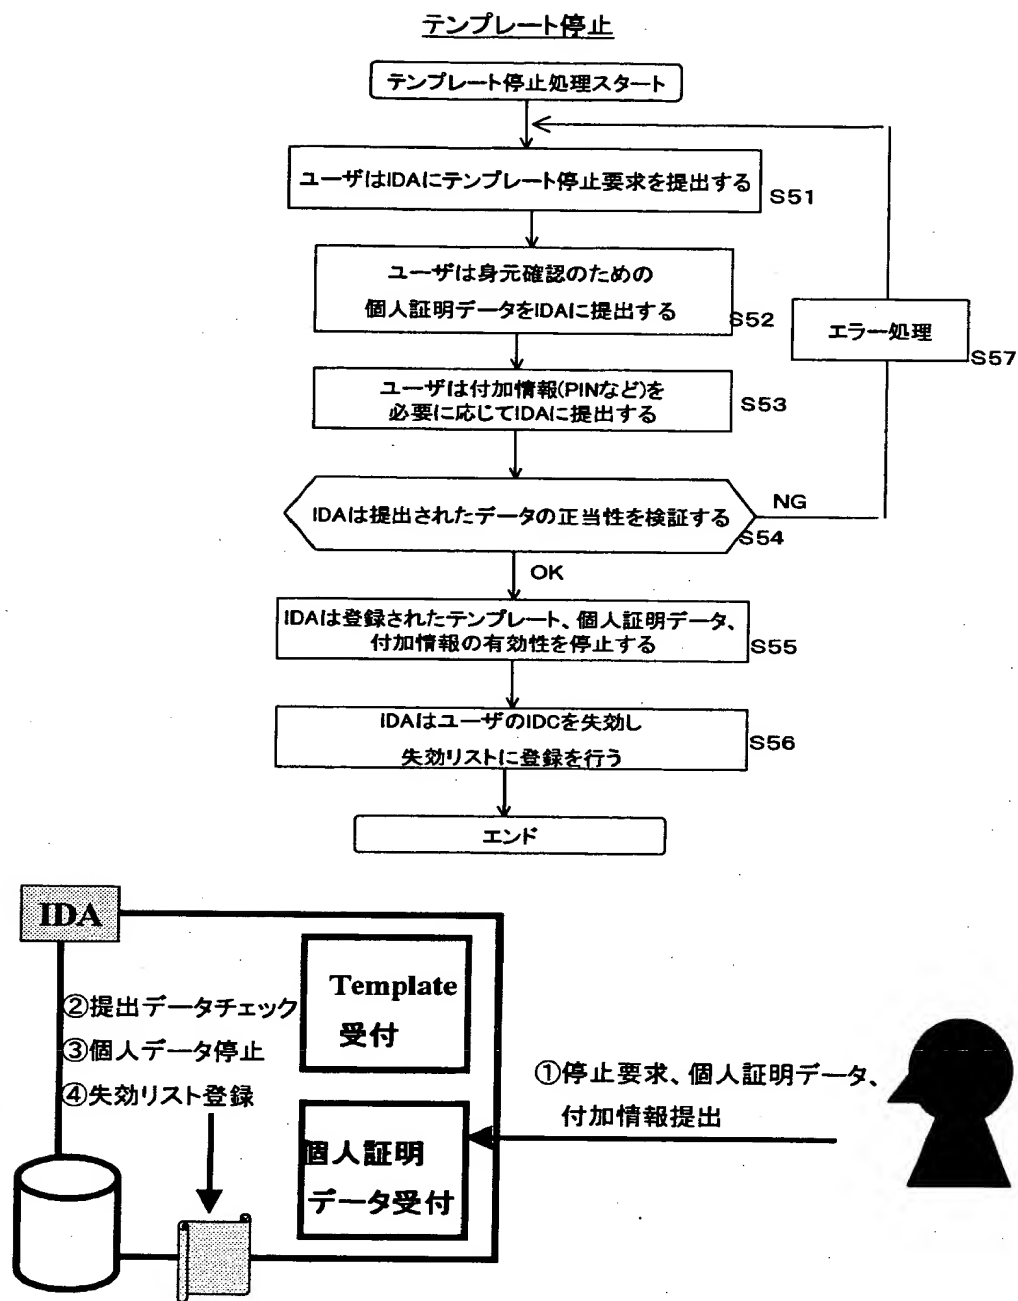 テンプレート停止
テンプレート停止処理スタート
ユーザはIDAにテンプレート停止要求を提出する
S51
ユーザは身元確認のための
個人証明データをIDAに提出する
S52
エラー処理
S57
ユーザは付加情報(PINなど)を
必要に応じてIDAに提出する
S53
IDAは提出されたデータの正当性を検証する
NG
S54
OK
IDAは登録されたテンプレート、個人証明データ、
付加情報の有効性を停止する
S55
IDAはユーザのIDCを失効し
失効リストに登録を行う
S56
エンド
IDA
Template
受付
②提出データチェック
③個人データ停止
④失効リスト登録
①停止要求、個人証明データ、
付加情報提出
個人証明
データ受付